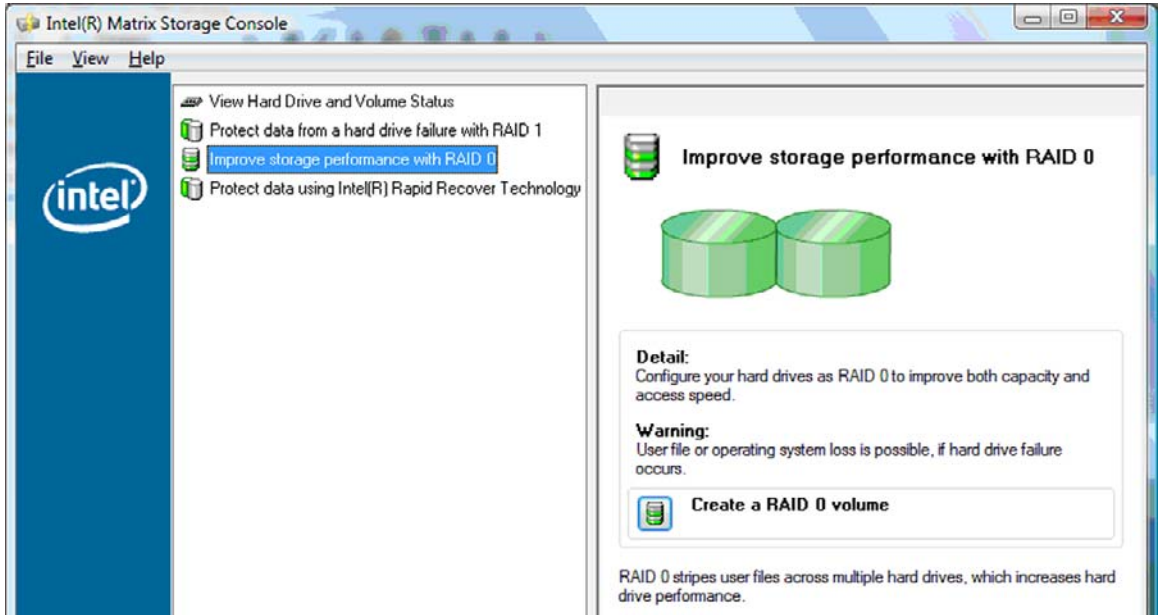 Intel(R) Matrix Storage Console
File View Help
intel
View Hard Drive and Volume Status
Protect data from a hard drive failure with RAID 1
Improve storage performance with RAID 0
Protect data using Intel(R) Rapid Recover Technology
Improve storage performance with RAID 0
Detail:
Configure your hard drives as RAID 0 to improve both capacity and
access speed.
Warning:
User file or operating system loss is possible, if hard drive failure
occurs.
Create a RAID 0 volume
RAID 0 stripes user files across multiple hard drives, which increases hard
drive performance.